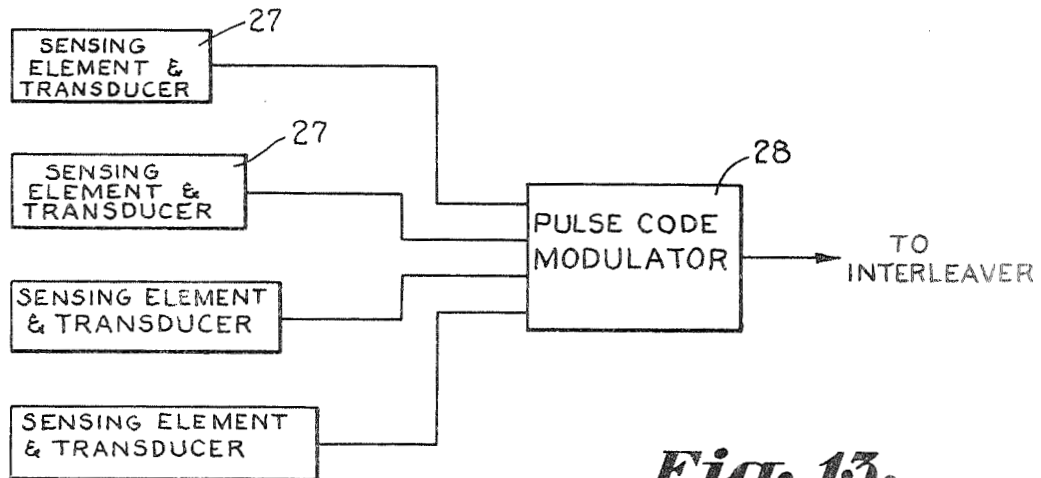 27
SENSING
ELEMENT &
TRANSDUCER
27
SENSING
ELEMENT &
TRANSDUCER
28
PULSE CODE
MODULATOR
TO
INTERLEAVER
SENSING ELEMENT
& TRANSDUCER
SENSING ELEMENT
& TRANSDUCER
Fig. 13.